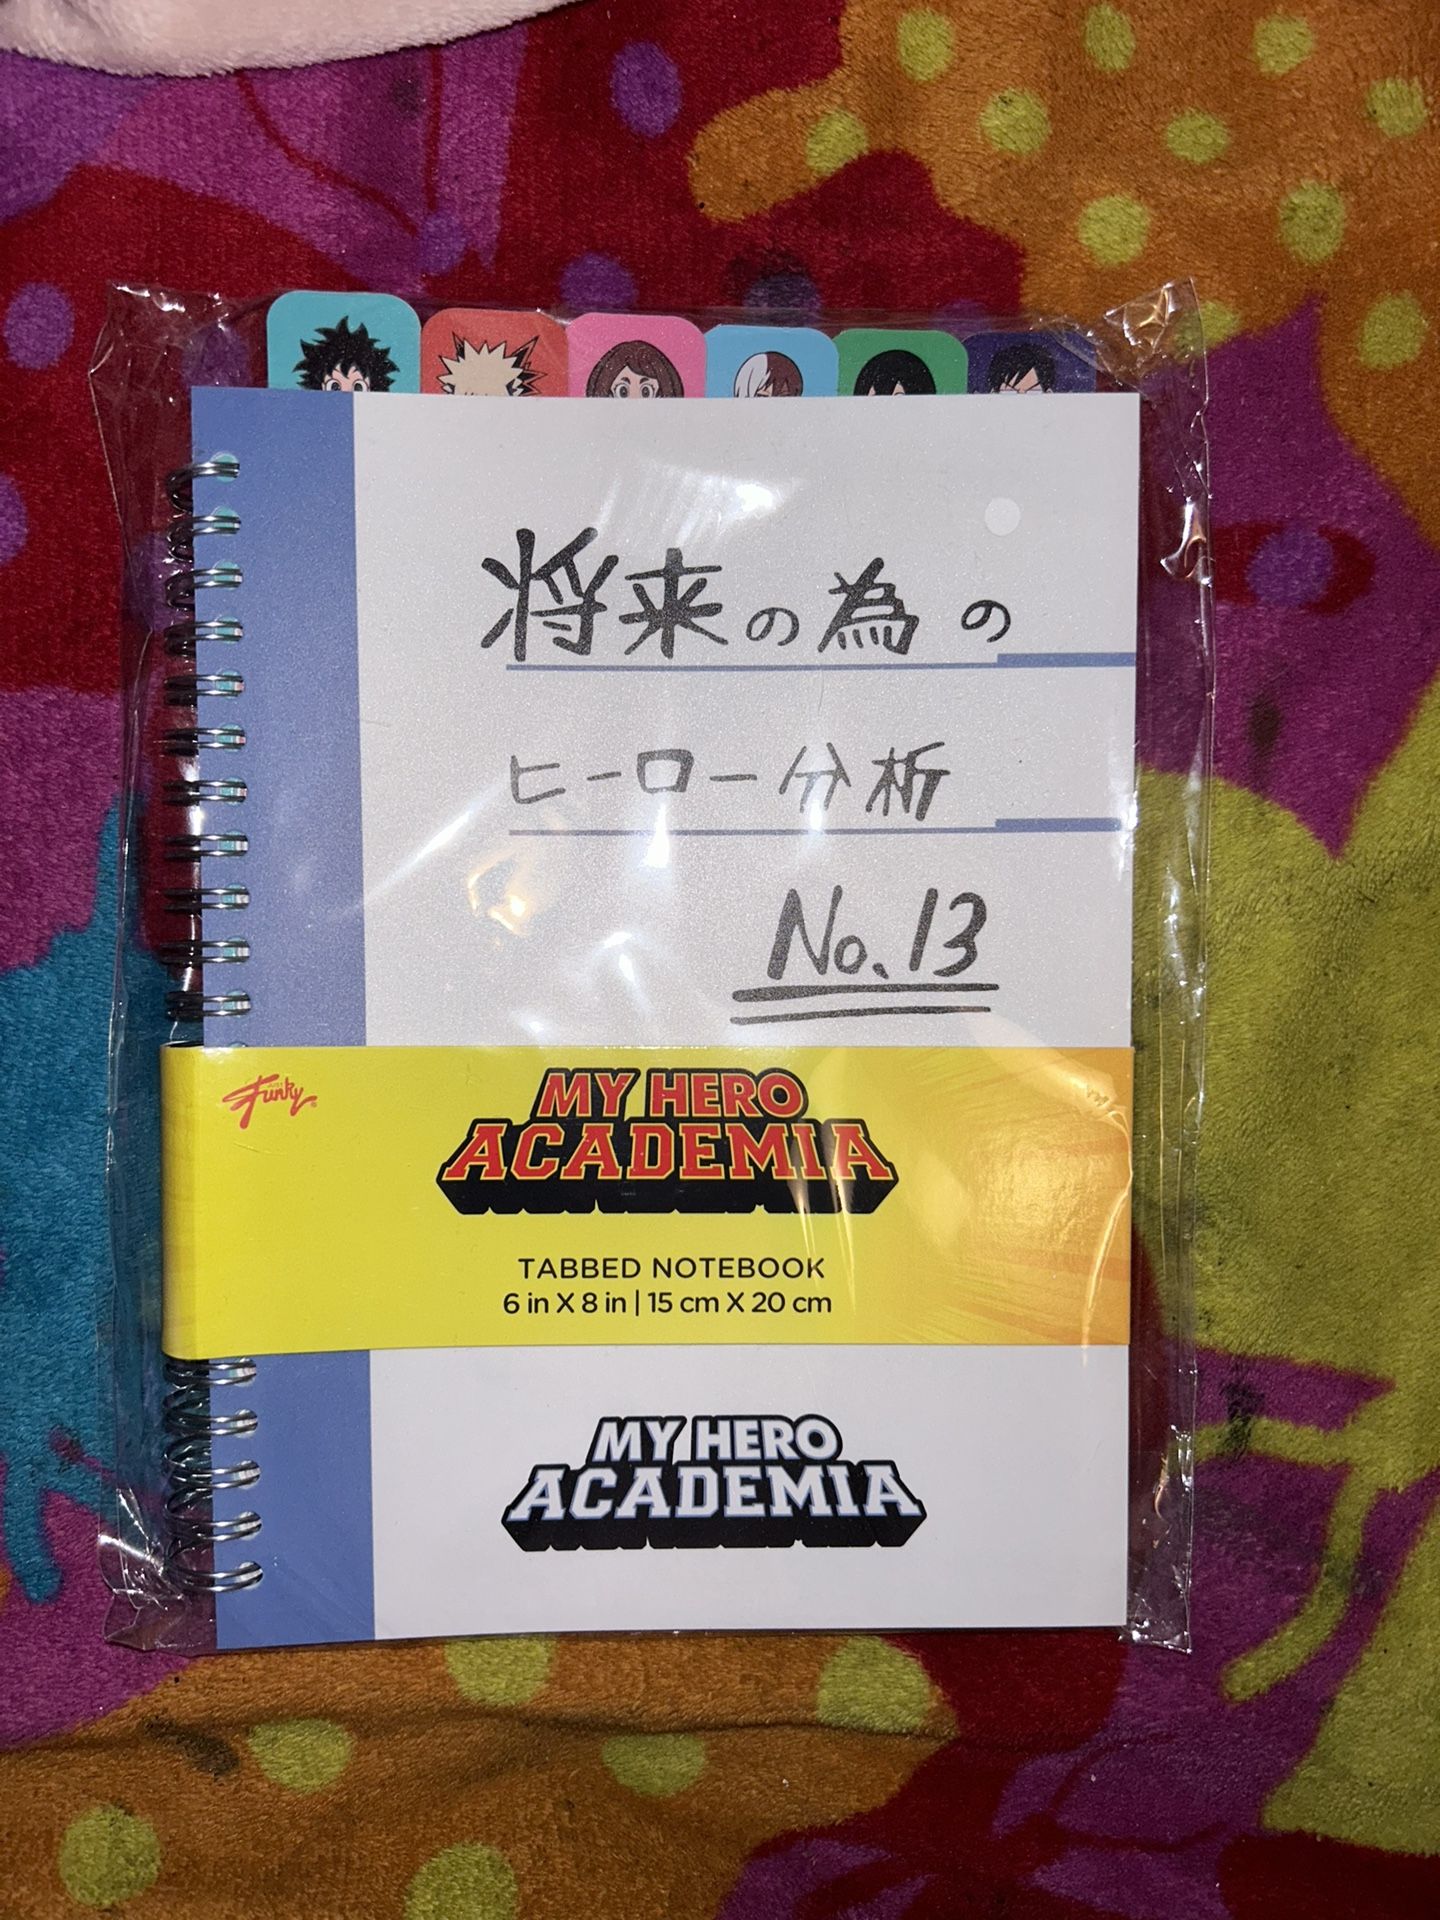 将来の為の
ヒーロー分析
No.13
Just Funky
MY HERO
ACADEMIA
TABBED NOTEBOOK
6 in X 8 in | 15 cm X 20 cm
MY HERO
ACADEMIA